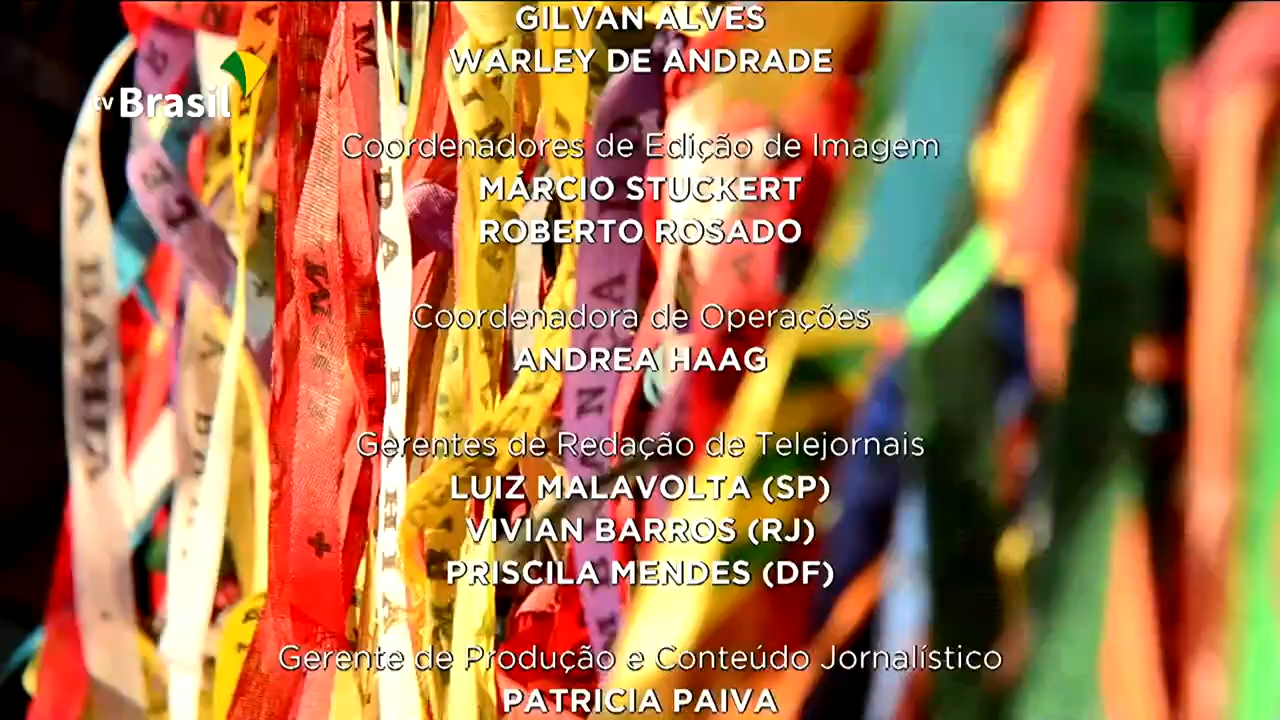 GILVAN ALVES
WARLEY DE ANDRADE
tv Brasil
Coordenadores de Edição de Imagem
MÁRCIO STUCKERT
ROBERTO ROSADO
Coordenadora de Operações
ANDREA HAAG
Gerentes de Redação de Telejornais
LUIZ MALAVOLTA (SP)
VIVIAN BARROS (RJ)
PRISCILA MENDES (DF)
Gerente de Produção e Conteúdo Jornalístico
PATRICIA PAIVA
DA BAHIA